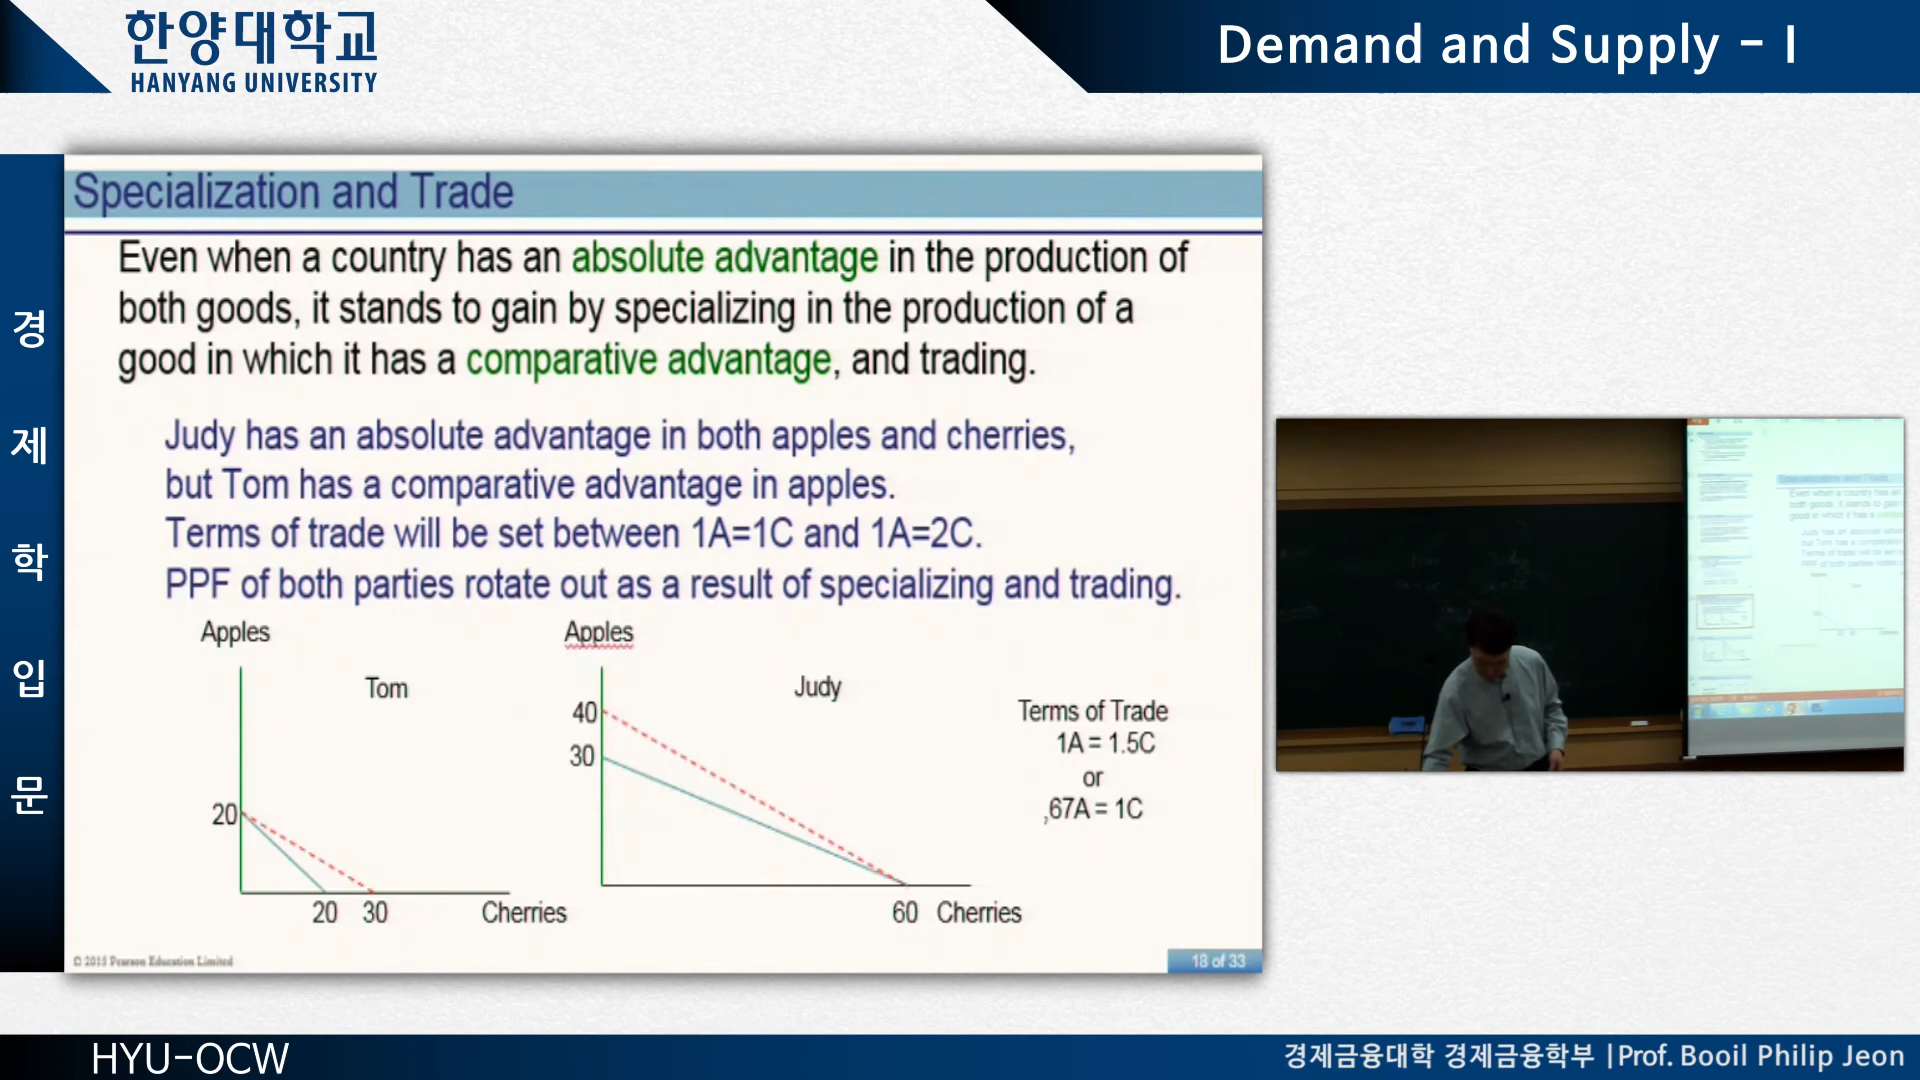 한양대학교
HANYANG UNIVERSITY
Demand and Supply - I
경제학입문
Specialization and Trade
Even when a country has an absolute advantage in the production of
both goods, it stands to gain by specializing in the production of a
good in which it has a comparative advantage, and trading.
Judy has an absolute advantage in both apples and cherries,
but Tom has a comparative advantage in apples.
Terms of trade will be set between 1A=1C and 1A=2C.
PPF of both parties rotate out as a result of specializing and trading.
Apples
Tom
20
20 30 Cherries
Apples
Judy
40
30
60 Cherries
Terms of Trade
1A = 1.5C
or
,67A = 1C
© 2015 Pearson Education Limited
18 of 33
HYU-OCW
경제금융대학 경제금융학부 |Prof. Booil Philip Jeon